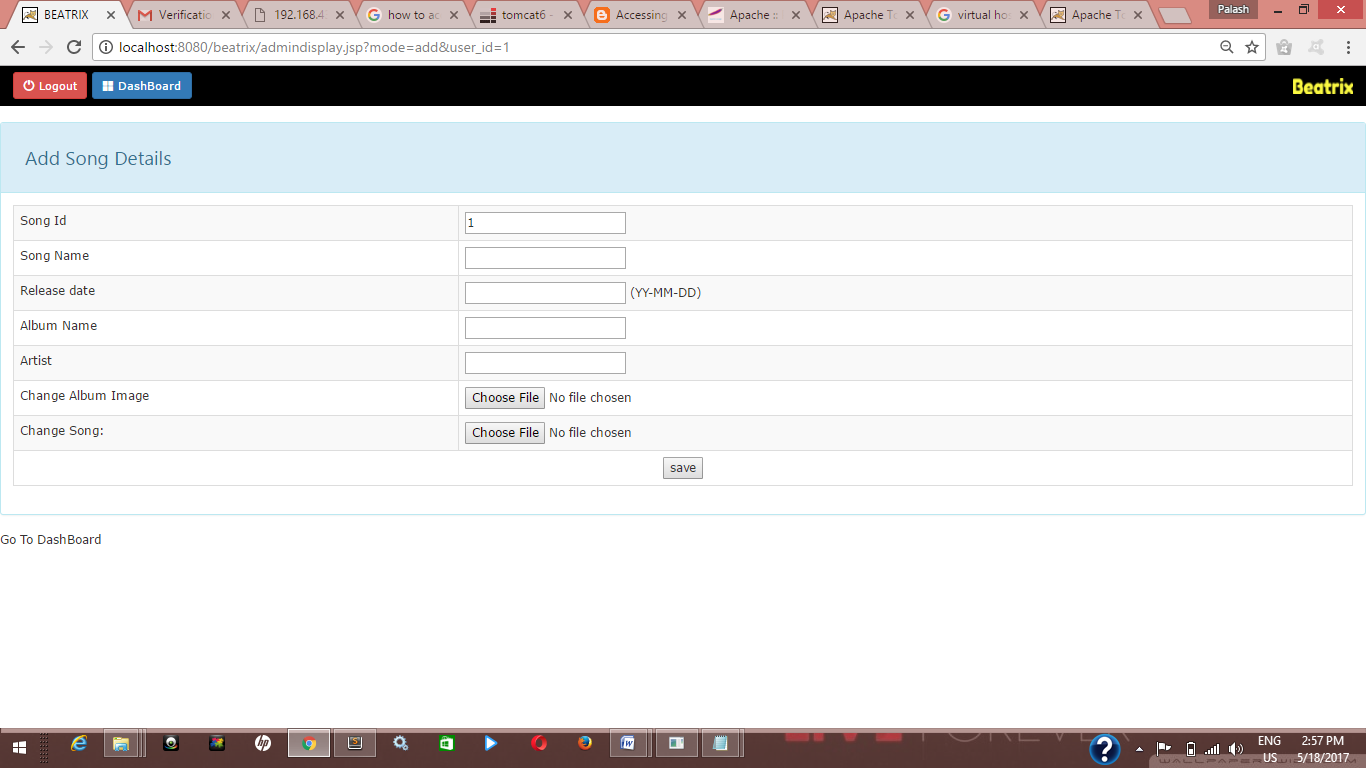 BEATRIX
Verificatio
192.168.4
how to ac
tomcat6 -
Accessing
Apache ::
Apache To
virtual hos
Apache To
Palash
localhost:8080/beatrix/admindisplay.jsp?mode=add&user_id=1
Logout
DashBoard
Beatrix
Add Song Details
Song Id
1
Song Name
Release date
(YY-MM-DD)
Album Name
Artist
Change Album Image
Choose File No file chosen
Change Song:
Choose File No file chosen
save
Go To DashBoard
ENG
US
2:57 PM
5/18/2017